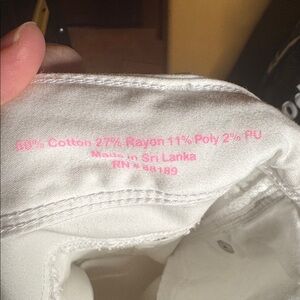 60% Cotton 27% Rayon 11% Poly 2% PU
Made in Sri Lanka
RN #